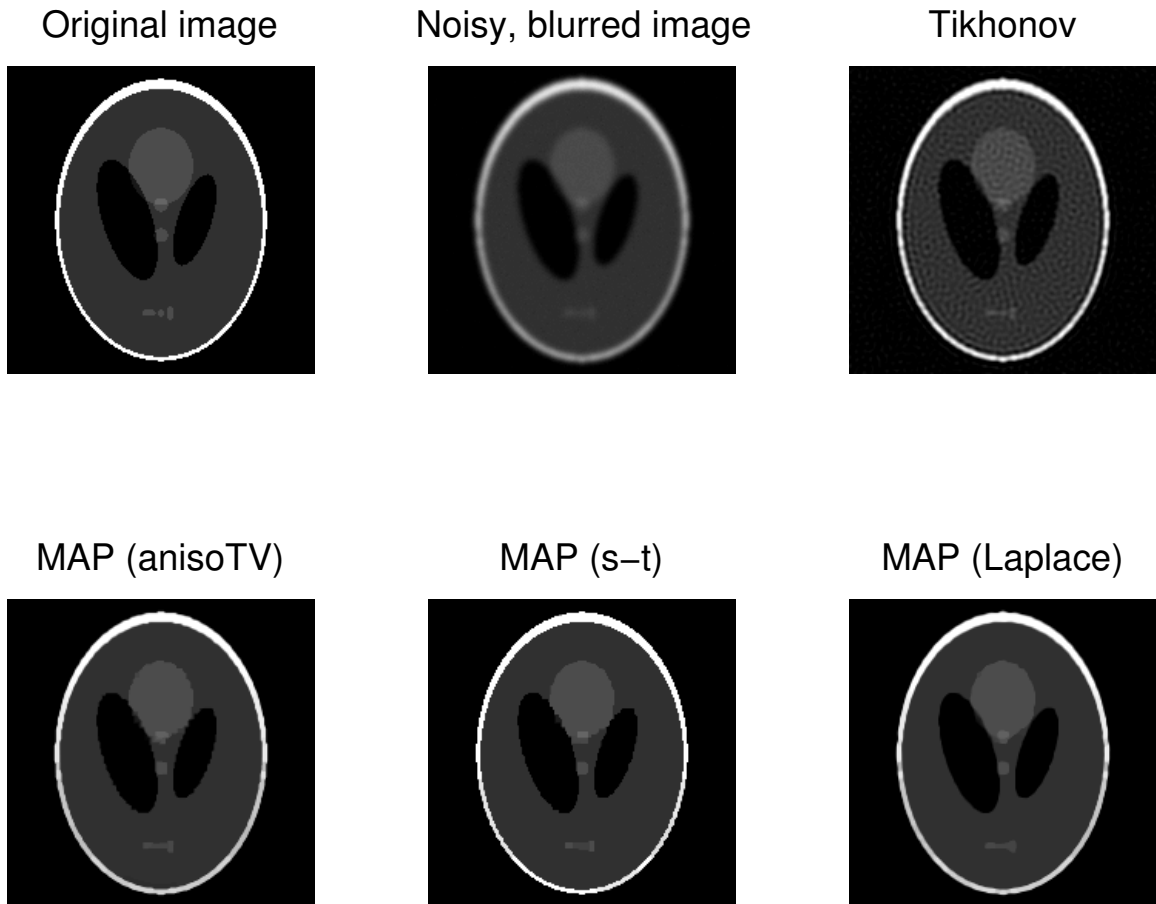 Original image
Noisy, blurred image
Tikhonov
MAP (anisoTV)
MAP (s−t)
MAP (Laplace)